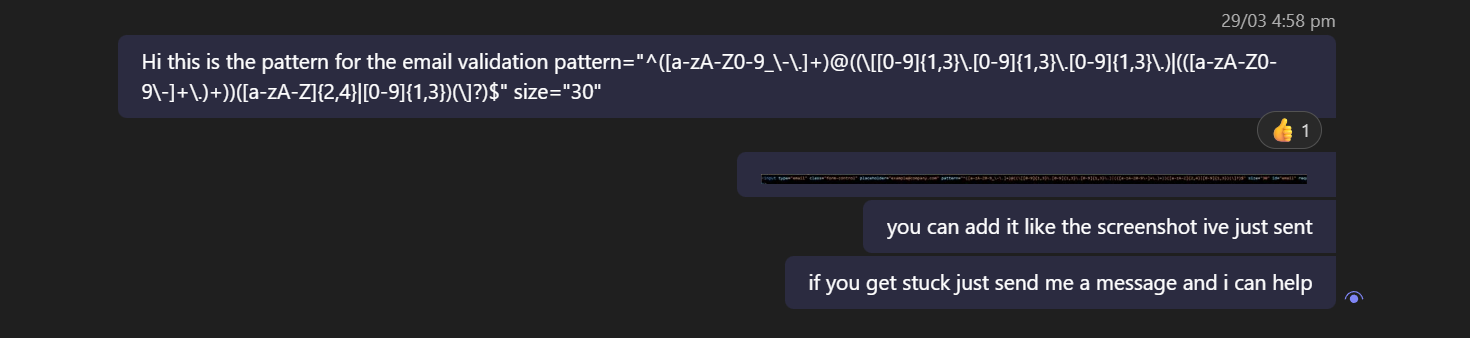 29/03 4:58 pm
Hi this is the pattern for the email validation pattern="^([a-zA-Z0-9_\-\.]+)@((\[[0-9]{1,3}\.[0-9]{1,3}\.[0-9]{1,3}\.)|(([a-zA-Z0-
9\-]+\.)+))([a-zA-Z]{2,4}|[0-9]{1,3})(\]?)$" size="30"
👍 1
you can add it like the screenshot ive just sent
if you get stuck just send me a message and i can help